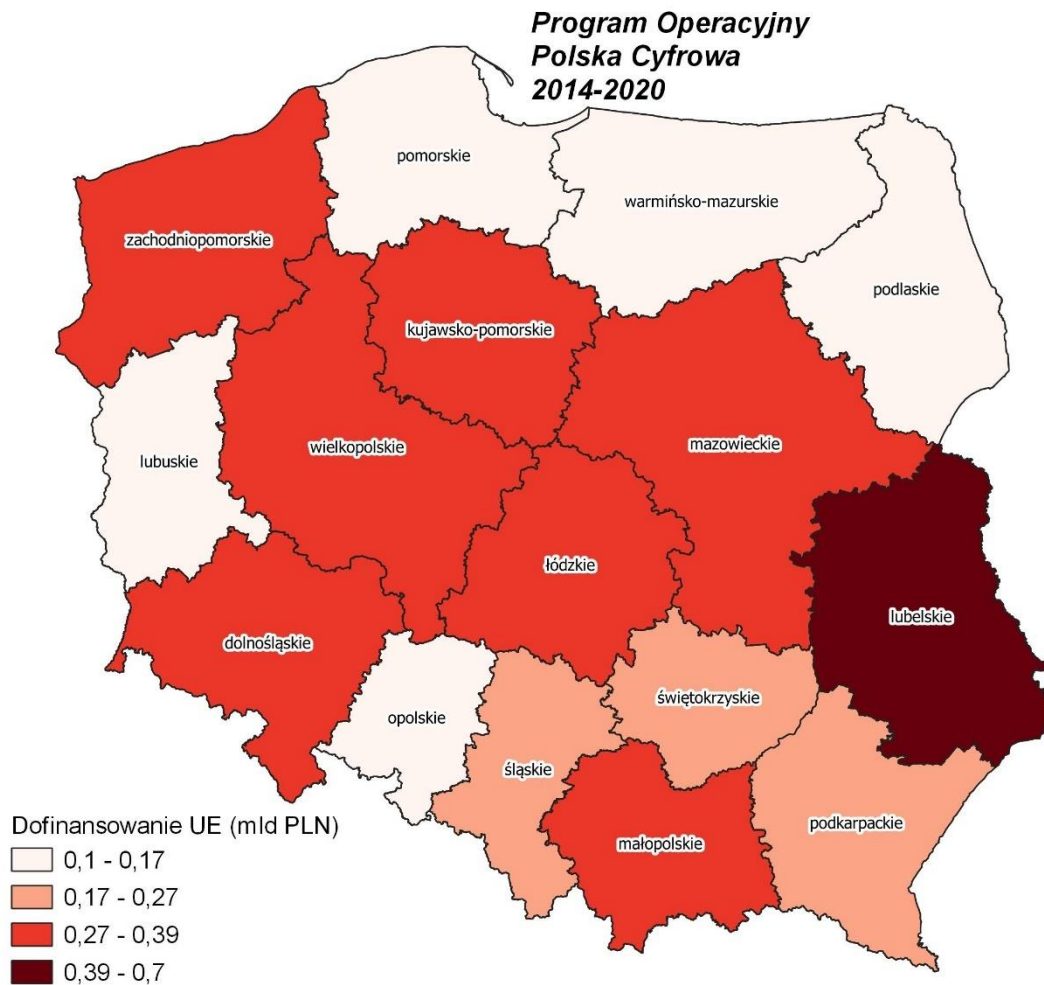 Program Operacyjny
Polska Cyfrowa
2014-2020
pomorskie
warmińsko-mazurskie
zachodniopomorskie
podlaskie
kujawsko-pomorskie
wielkopolskie
mazowieckie
lubuskie
łódzkie
lubelskie
dolnośląskie
świętokrzyskie
opolskie
śląskie
podkarpackie
małopolskie
Dofinansowanie UE (mld PLN)
0,1 - 0,17
0,17 - 0,27
0,27 - 0,39
0,39 - 0,7